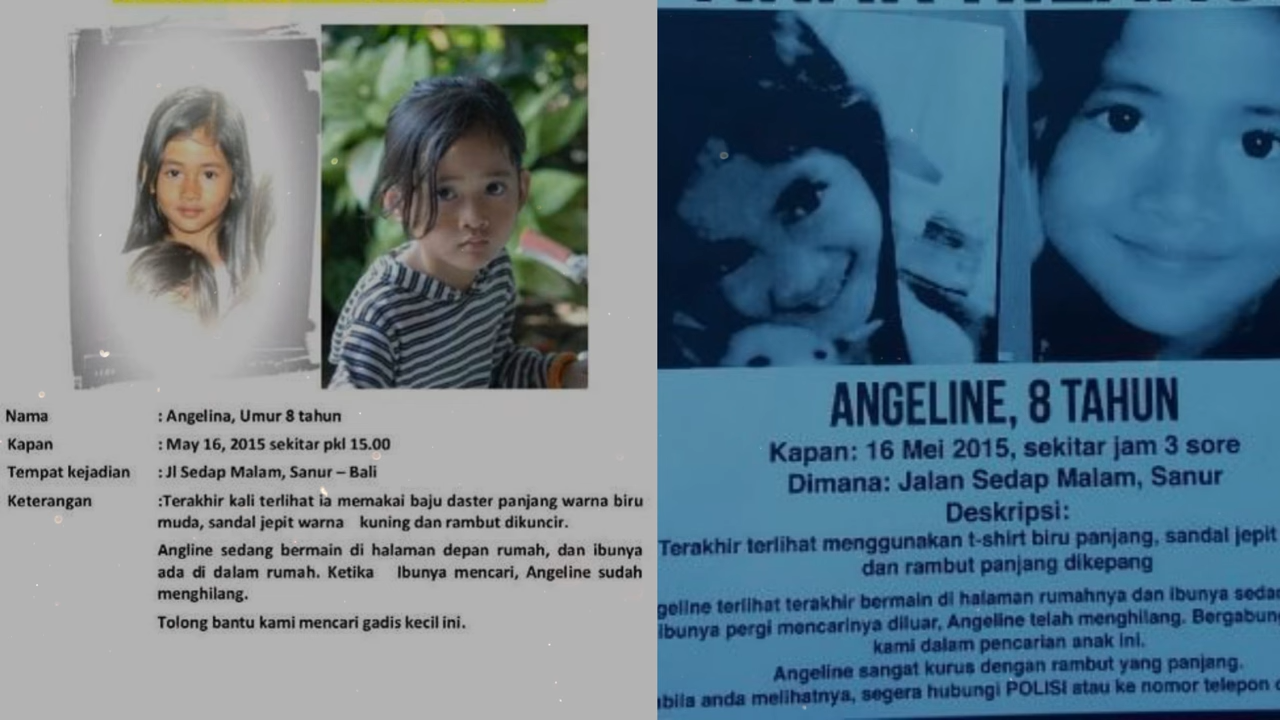 Nama : Angelina, Umur 8 tahun
Kapan : May 16, 2015 sekitar pkl 15.00
Tempat kejadian : Jl Sedap Malam, Sanur – Bali
Keterangan :Terakhir kali terlihat ia memakai baju daster panjang warna biru
muda, sandal jepit warna kuning dan rambut dikuncir.
Angline sedang bermain di halaman depan rumah, dan ibunya
ada di dalam rumah. Ketika Ibunya mencari, Angeline sudah
menghilang.
Tolong bantu kami mencari gadis kecil ini.
ANGELINE, 8 TAHUN
Kapan: 16 Mei 2015, sekitar jam 3 sore
Dimana: Jalan Sedap Malam, Sanur
Deskripsi:
Terakhir terlihat menggunakan t-shirt biru panjang, sandal jepit
dan rambut panjang dikepang
geline terlihat terakhir bermain di halaman rumahnya dan ibunya sedan
ibunya pergi mencarinya diluar, Angeline telah menghilang. Bergabung
kami dalam pencarian anak ini.
Angeline sangat kurus dengan rambut yang panjang.
abila anda melihatnya, segera hubungi POLISI atau ke nomor telepon